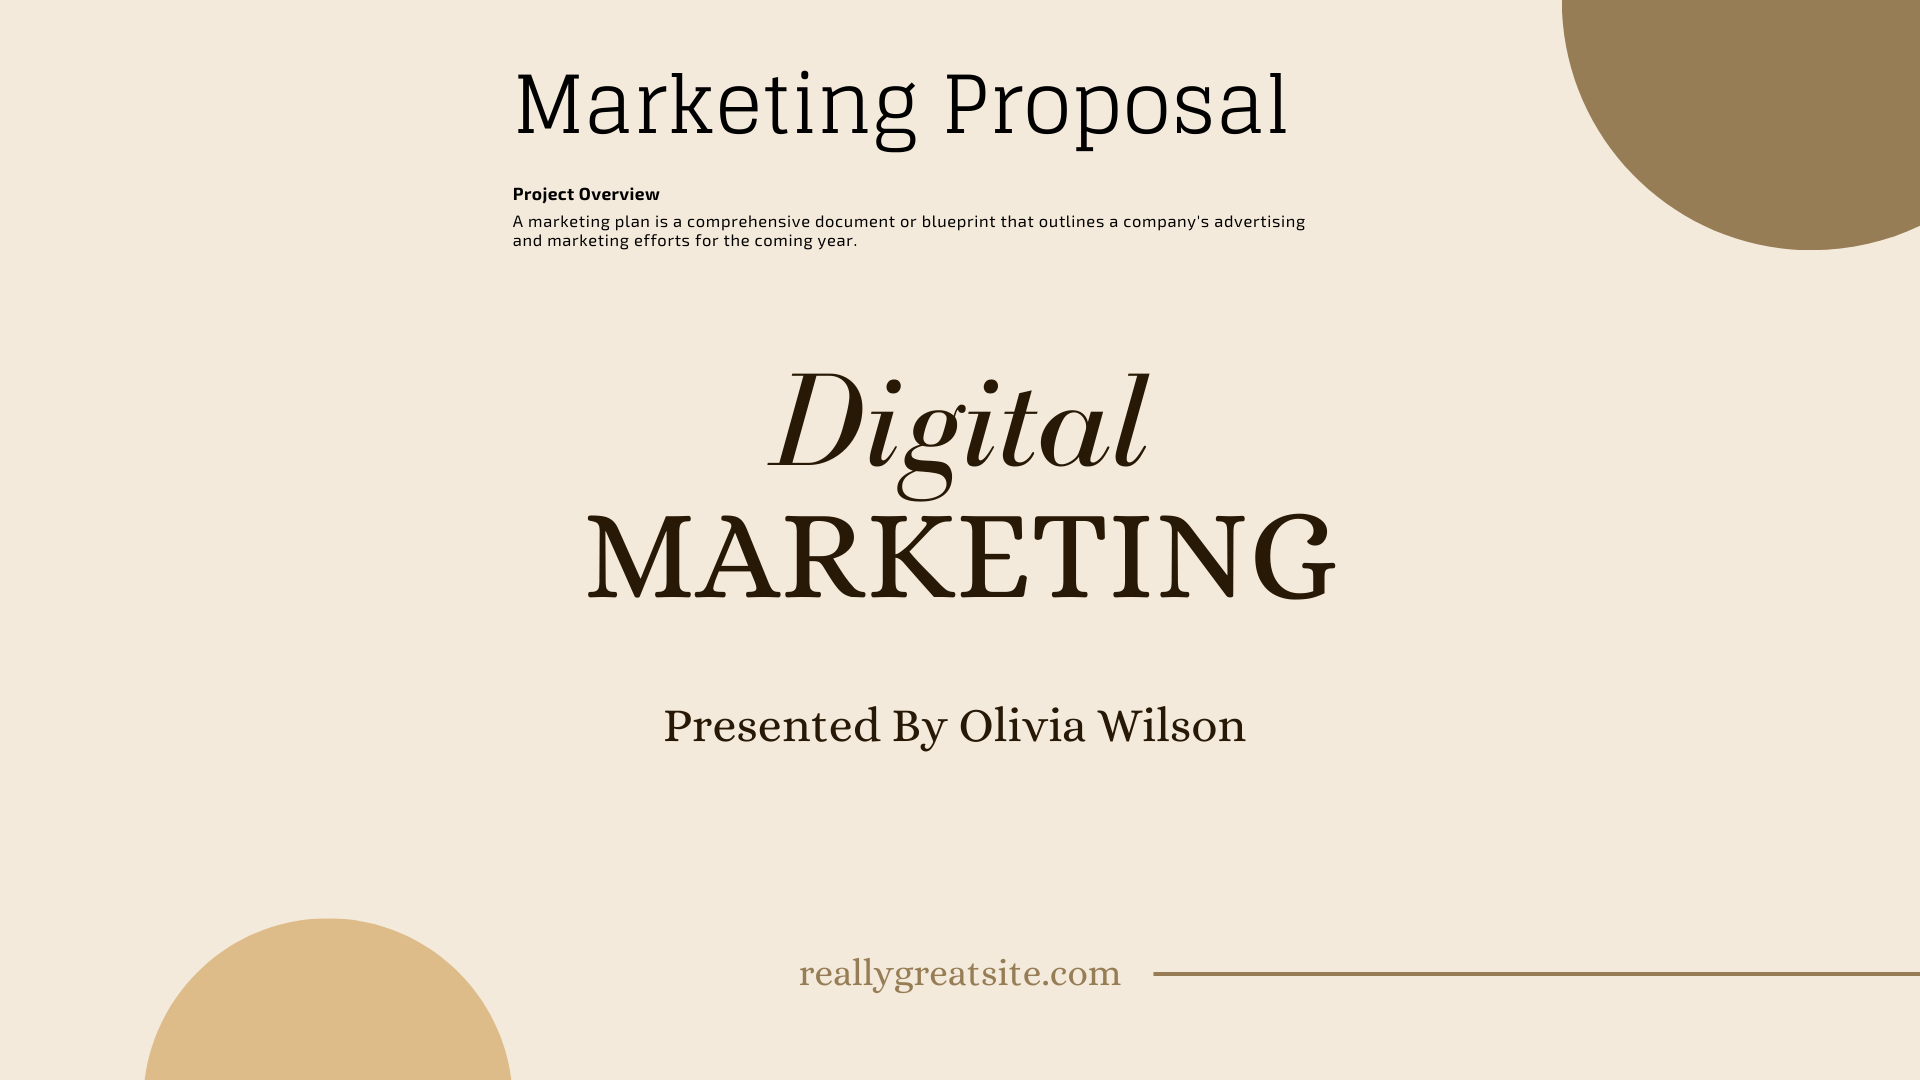 Marketing Proposal
Project Overview
A marketing plan is a comprehensive document or blueprint that outlines a company's advertising
and marketing efforts for the coming year.
Digital
MARKETING
Presented By Olivia Wilson
reallygreatsite.com